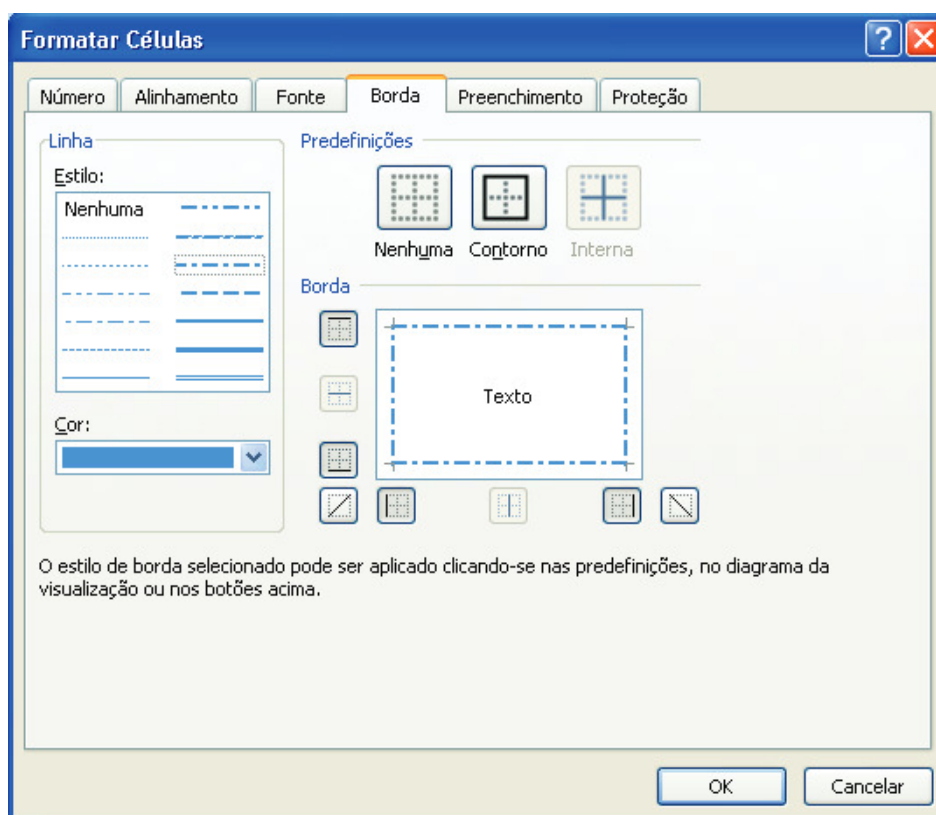 Formatar Células
Número Alinhamento Fonte Borda Preenchimento Proteção
Linha
Estilo:
Nenhuma
Cor:
Predefinições
Nenhuma Contorno Interna
Borda
Texto
O estilo de borda selecionado pode ser aplicado clicando-se nas predefinições, no diagrama da
visualização ou nos botões acima.
OK Cancelar